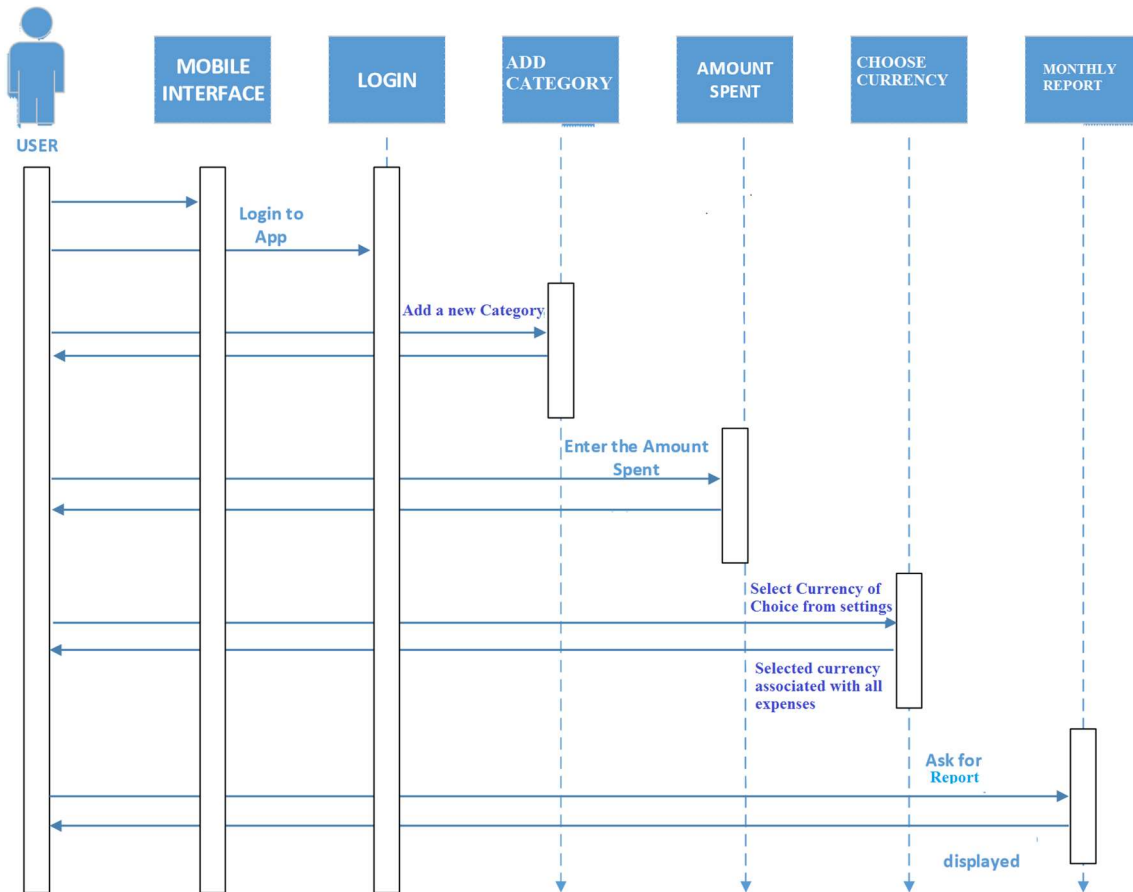 USER
MOBILE
INTERFACE
LOGIN
ADD
CATEGORY
AMOUNT
SPENT
CHOOSE
CURRENCY
MONTHLY
REPORT
Login to
App
Add a new Category
Enter the Amount
Spent
Select Currency of
Choice from settings
Selected currency
associated with all
expenses
Ask for
Report
displayed